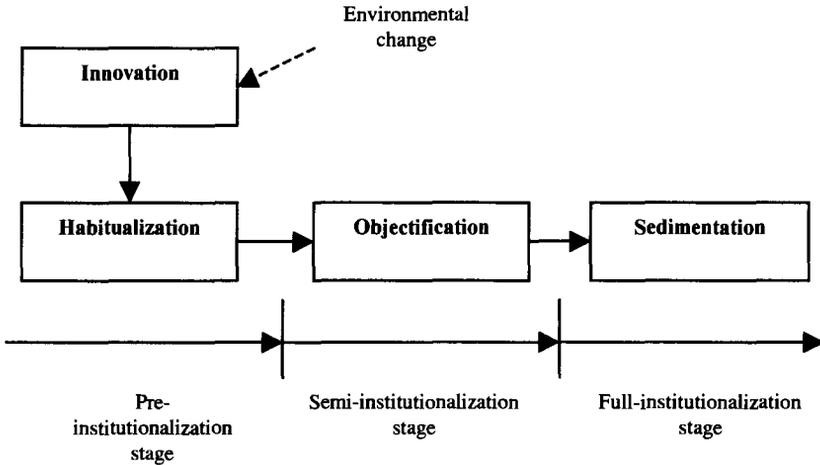 Environmental
change
Innovation
Habitualization
Objectification
Sedimentation
Pre-
institutionalization
stage
Semi-institutionalization
stage
Full-institutionalization
stage